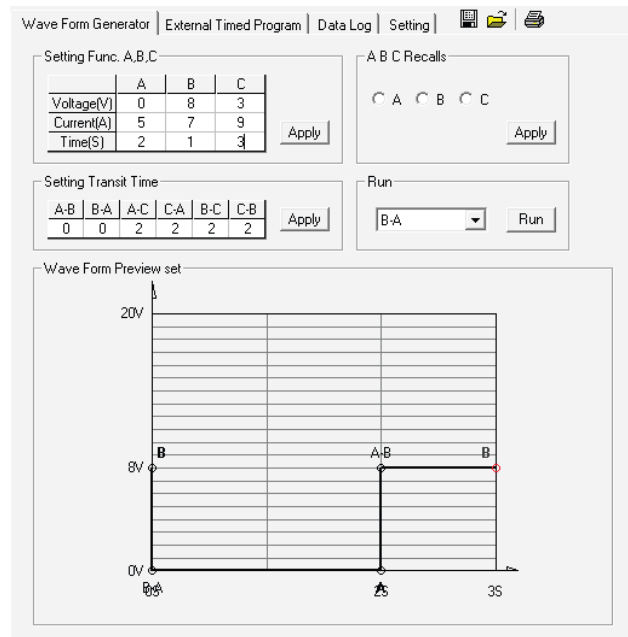 Wave Form Generator External Timed Program Data Log Setting
Setting Func. A,B,C
A B C
Voltage(V) 0 8 3
Current(A) 5 7 9
Time(S) 2 1 3
Apply
A B C Recalls
A B C
Apply
Setting Transit Time
A-B B-A A-C C-A B-C C-B
0 0 2 2 2 2
Apply
Run
B-A Run
Wave Form Preview set
20V
B A-B B
8V
0V
B-A A
0S 2S 3S